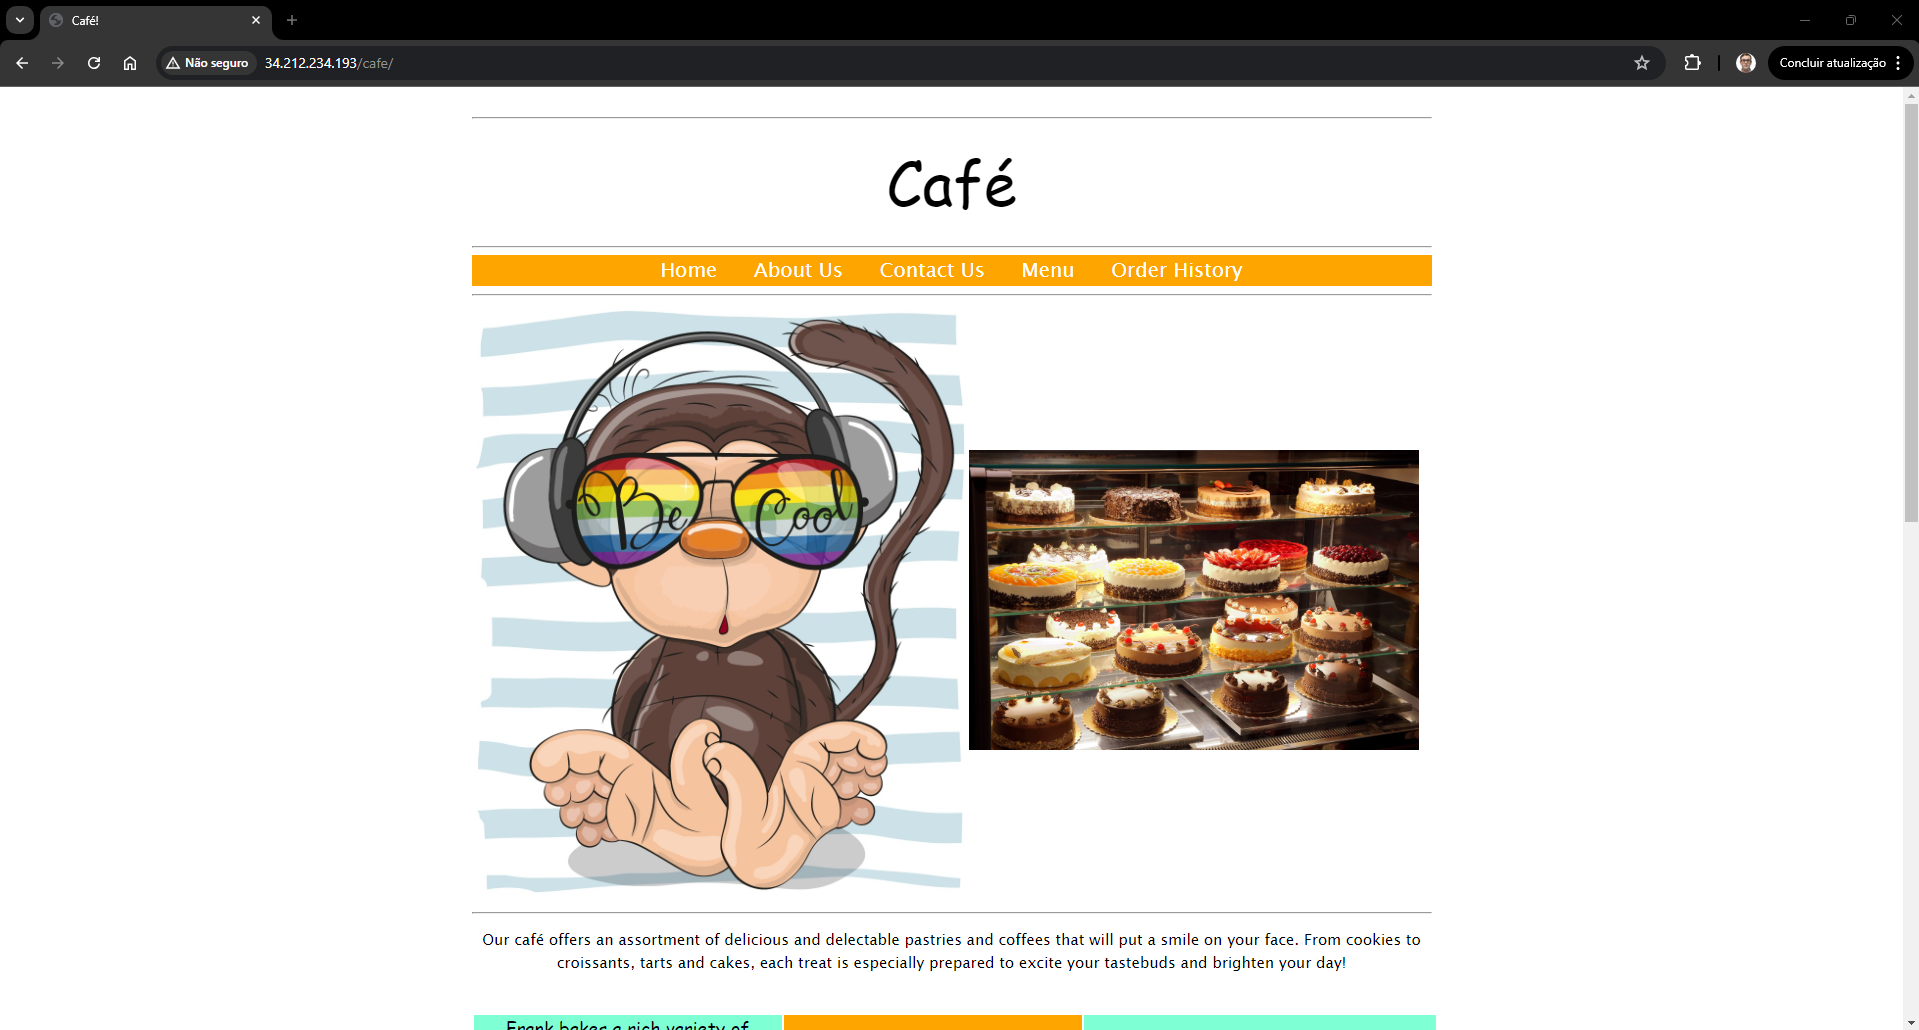 Café!
Não seguro
34.212.234.193/cafe/
Concluir atualização
Café
Home About Us Contact Us Menu Order History
Be Cool
Our café offers an assortment of delicious and delectable pastries and coffees that will put a smile on your face. From cookies to
croissants, tarts and cakes, each treat is especially prepared to excite your tastebuds and brighten your day!
Frank bakes a rich variety of